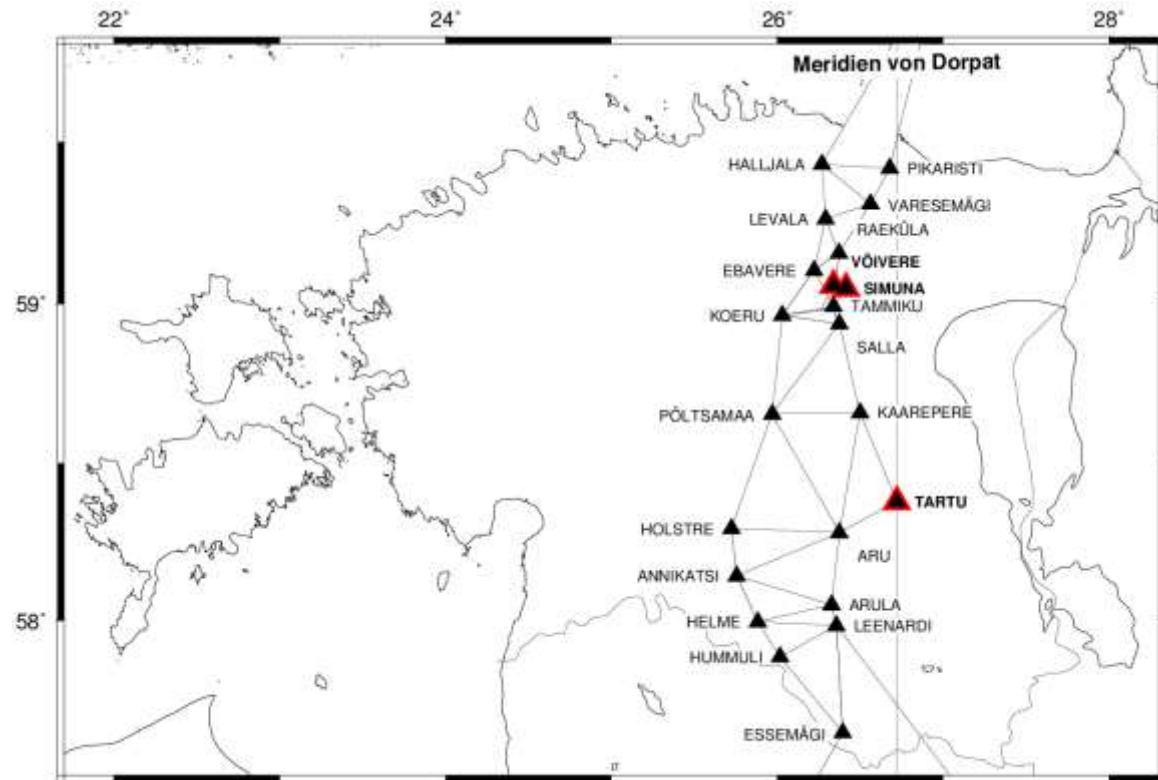 22˚ 24˚ 26˚ 28˚
Meridien von Dorpat
HALLJALA
PIKARISTI
VARESEMÄGI
LEVALA
RAEKÜLA
VÕIVERE
EBAVERE
SIMUNA
59˚
TAMMIKU
KOERU
SALLA
PÕLTSAMAA
KAAREPERE
TARTU
HOLSTRE
ARU
ANNIKATSI
ARULA
58˚
HELME
LEENARDI
HUMMULI
ESSEMÄGI